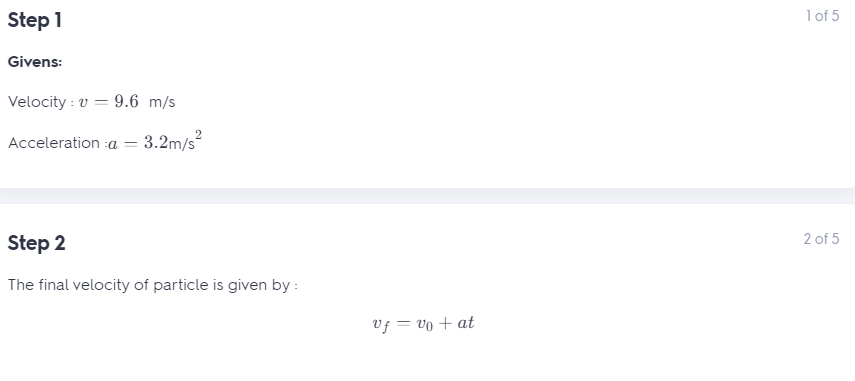 Step 1
1 of 5
Givens:
Velocity : v = 9.6 m/s
Acceleration :a = 3.2m/s²
Step 2
2 of 5
The final velocity of particle is given by :
v_f = v_0 + at